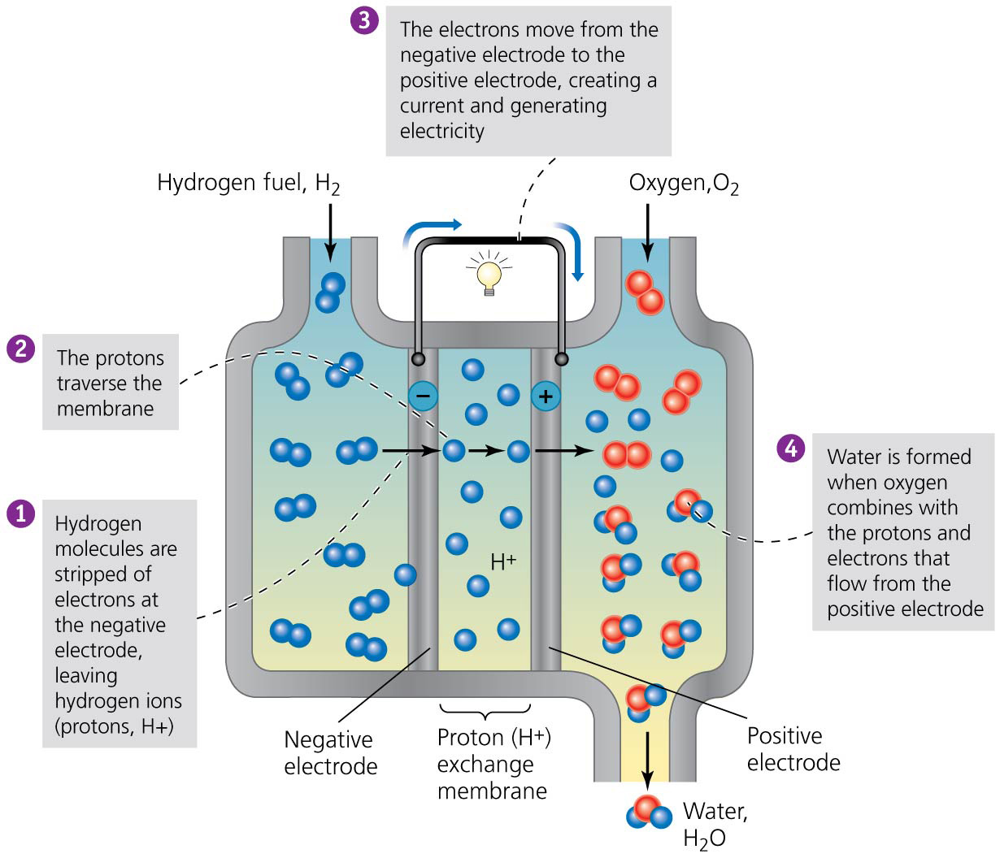 3
The electrons move from the
negative electrode to the
positive electrode, creating a
current and generating
electricity
Hydrogen fuel, H₂
Oxygen,O₂
2
The protons
traverse the
membrane
−
+
1
Hydrogen
molecules are
stripped of
electrons at
the negative
electrode,
leaving
hydrogen ions
(protons, H+)
H⁺
4
Water is formed
when oxygen
combines with
the protons and
electrons that
flow from the
positive electrode
Negative
electrode
Proton (H⁺)
exchange
membrane
Positive
electrode
Water,
H₂O